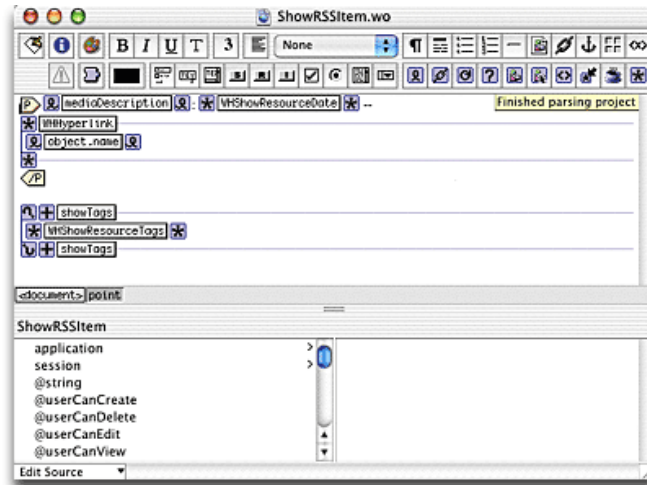 ShowRSSItem.wo
B I U T 3 None ¶ FF
P mediaDescription : WHShowResourceDate --
Finished parsing project
WHHyperlink
object.name
/P
showTags
WHShowResourceTags
showTags
<document> point
ShowRSSItem
application >
session >
@string
@userCanCreate
@userCanDelete
@userCanEdit
@userCanView
Edit Source